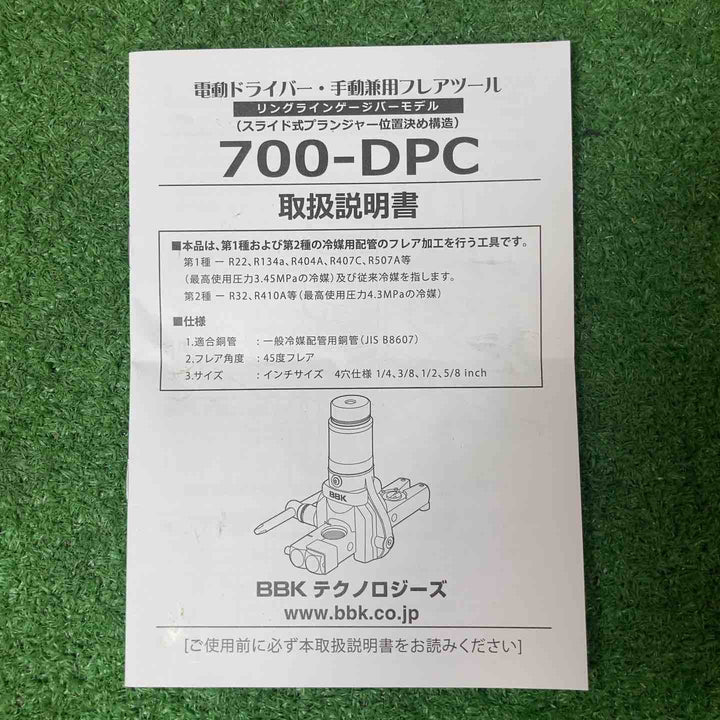 電動ドライバー・手動兼用フレアツール
リングラインゲージバーモデル
(スライド式プランジャー位置決め構造)
700-DPC
取扱説明書
■本品は、第1種および第2種の冷媒用配管のフレア加工を行う工具です。
第1種 ー R22、R134a、R404A、R407C、R507A等
(最高使用圧力3.45MPaの冷媒)及び従来冷媒を指します。
第2種 ー R32、R410A等(最高使用圧力4.3MPaの冷媒)
■仕様
1.適合銅管 :一般冷媒配管用銅管(JIS B8607)
2.フレア角度 :45度フレア
3.サイズ :インチサイズ 4穴仕様 1/4、3/8、1/2、5/8 inch
BBK
BBK テクノロジーズ
www.bbk.co.jp
[ご使用前に必ず本取扱説明書をお読みください]